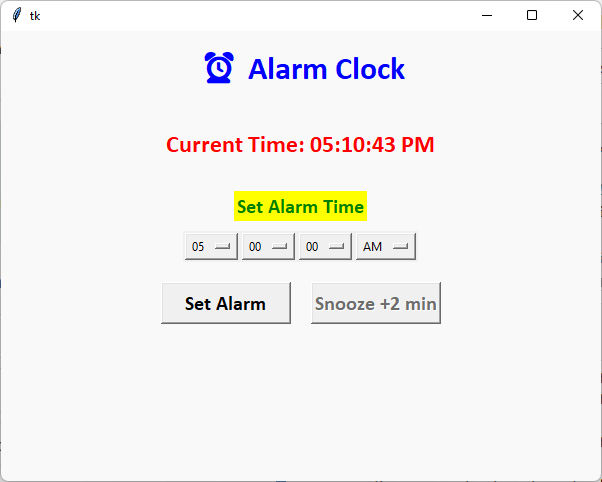 tk
⏰ Alarm Clock
Current Time: 05:10:43 PM
Set Alarm Time
05 00 00 AM
Set Alarm Snooze +2 min